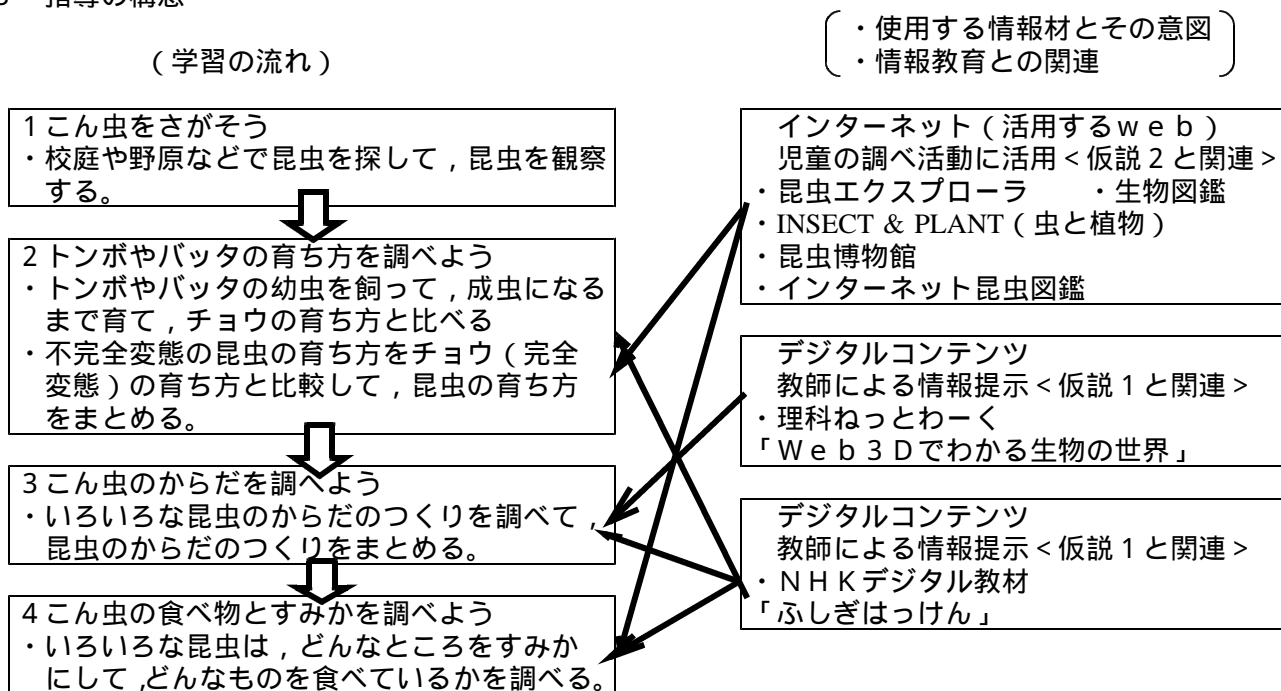 指導の構想
・使用する情報材とその意図
・情報教育との関連
(学習の流れ)
1こん虫をさがそう
・校庭や野原などで昆虫を探して,昆虫を観察
する。
2トンボやバッタの育ち方を調べよう
・トンボやバッタの幼虫を飼って,成虫になる
まで育て,チョウの育ち方と比べる
・不完全変態の昆虫の育ち方をチョウ(完全
変態)の育ち方と比較して,昆虫の育ち方
をまとめる。
3こん虫のからだを調べよう
・いろいろな昆虫のからだのつくりを調べて,
昆虫のからだのつくりをまとめる。
4こん虫の食べ物とすみかを調べよう
・いろいろな昆虫は,どんなところをすみか
にして,どんなものを食べているかを調べる。
インターネット(活用するweb)
児童の調べ活動に活用<仮説2と関連>
・昆虫エクスプローラ ・生物図鑑
・INSECT & PLANT(虫と植物)
・昆虫博物館
・インターネット昆虫図鑑
デジタルコンテンツ
教師による情報提示<仮説1と関連>
・理科ねっとわーく
「Web3Dでわかる生物の世界」
デジタルコンテンツ
教師による情報提示<仮説1と関連>
・NHKデジタル教材
「ふしぎはっけん」